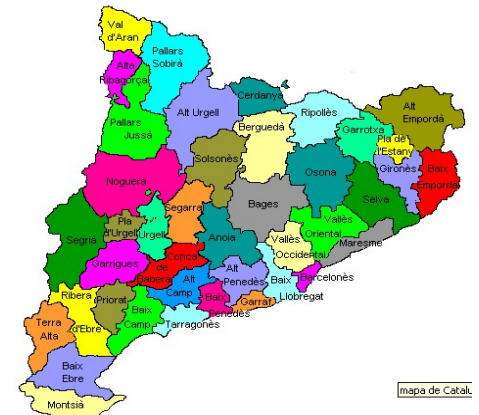 Val
d'Aran
Pallars
Sobirà
Alta
Ribagorça
Pallars
Jussà
Alt Urgell
Cerdanya
Berguedà
Ripollès
Garrotxa
Alt
Empordà
Pla de
l'Estany
Gironès
Baix
Empordà
Solsonès
Osona
Selva
Noguera
Segarra
Bages
Vallès
Oriental
Maresme
Segrià
Pla
d'Urgell
Urgell
Anoia
Vallès
Occidental
Barcelonès
Garrigues
Conca
de
Baberà
Alt
Penedès
Baix
Llobregat
Ribera
d'Ebre
Priorat
Alt
Camp
Baix
Penedès
Garraf
Terra
Alta
Baix
Camp
Tarragonès
Baix
Ebre
Montsià
mapa de Catalu